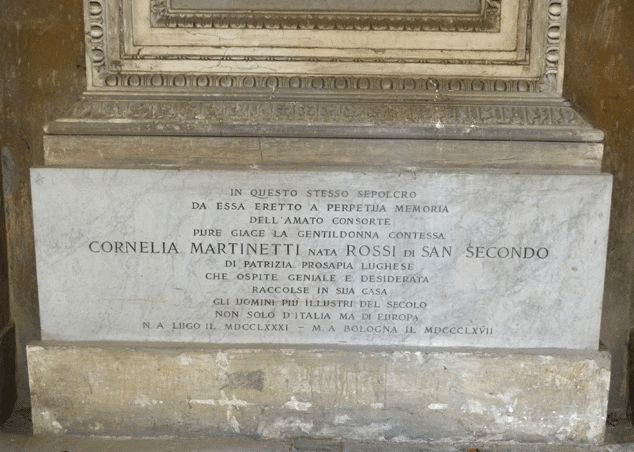 IN QUESTO STESSO SEPOLCRO
DA ESSA ERETTO A PERPETUA MEMORIA
DELL'AMATO CONSORTE
PURE GIACE LA GENTILDONNA CONTESSA
CORNELIA MARTINETTI NATA ROSSI DI SAN SECONDO
DI PATRIZIA PROSAPIA LUGHESE
CHE OSPITE GENIALE E DESIDERATA
RACCOLSE IN SUA CASA
GLI UOMINI PIÙ ILLUSTRI DEL SECOLO
NON SOLO D'ITALIA MA DI EUROPA
N. A LUGO IL MDCCLXXXI – M. A BOLOGNA IL MDCCCLXVII